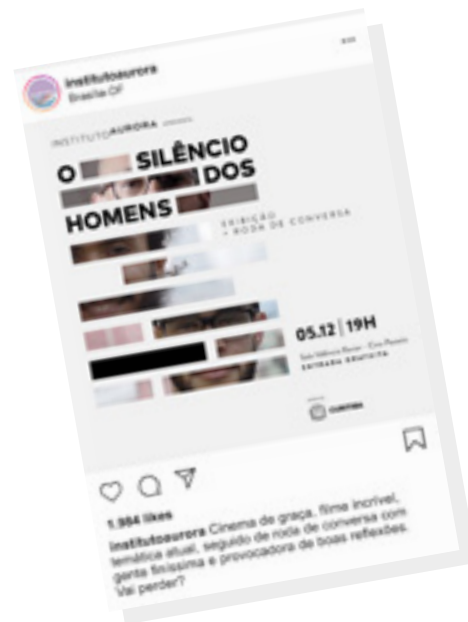 institutoaurora
Brasília-DF
INSTITUTOAURORA
O SILÊNCIO
DOS
HOMENS
EXIBIÇÃO
+ RODA DE CONVERSA
05.12 | 19H
ENTRADA GRATUITA
CURITIBA
1.984 likes
institutoaurora Cinema de graça, filme incrível,
temática atual, seguido de roda de conversa com
gente finíssima e provocadora de boas reflexões.
Vai perder?